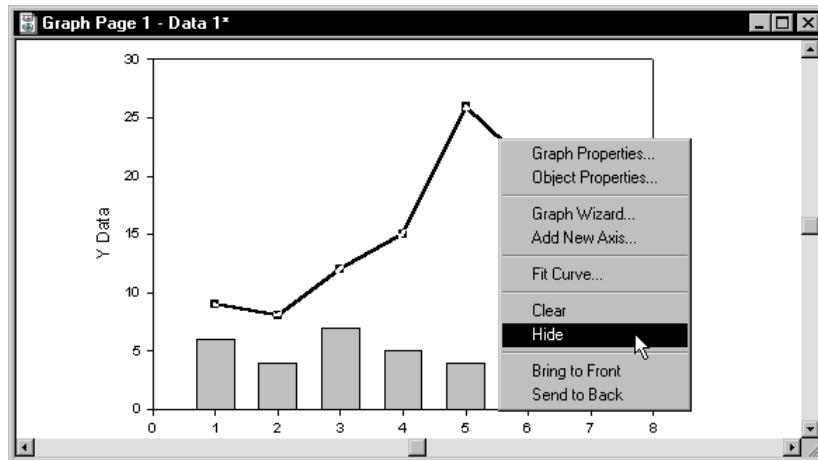 Graph Page 1 - Data 1*
30
25
20
15
10
5
0
Y Data
0 1 2 3 4 5 6 7 8
Graph Properties...
Object Properties...
Graph Wizard...
Add New Axis...
Fit Curve...
Clear
Hide
Bring to Front
Send to Back